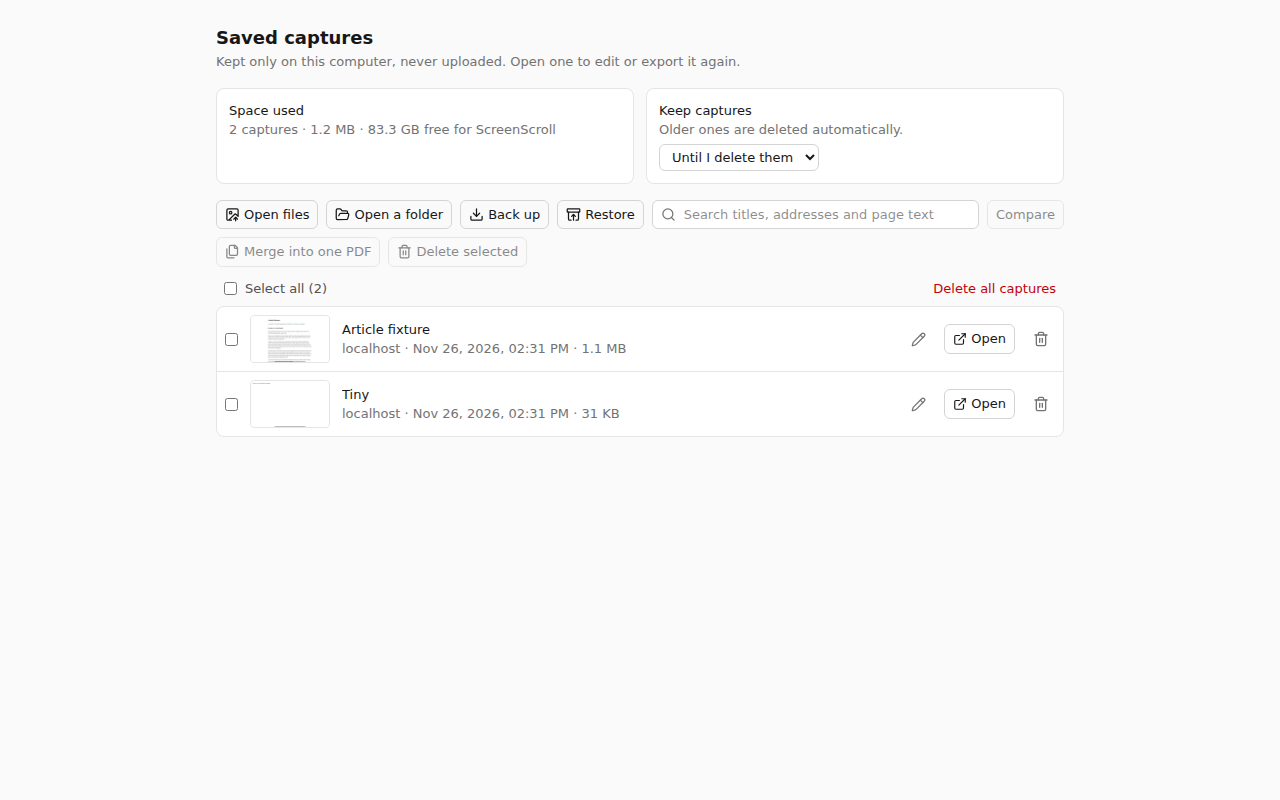 Saved captures
Kept only on this computer, never uploaded. Open one to edit or export it again.
Space used
2 captures · 1.2 MB · 83.3 GB free for ScreenScroll
Keep captures
Older ones are deleted automatically.
Until I delete them
Open files
Open a folder
Back up
Restore
Search titles, addresses and page text
Compare
Merge into one PDF
Delete selected
Select all (2)
Delete all captures
Article fixture
localhost · Nov 26, 2026, 02:31 PM · 1.1 MB
Open
Tiny
localhost · Nov 26, 2026, 02:31 PM · 31 KB
Open